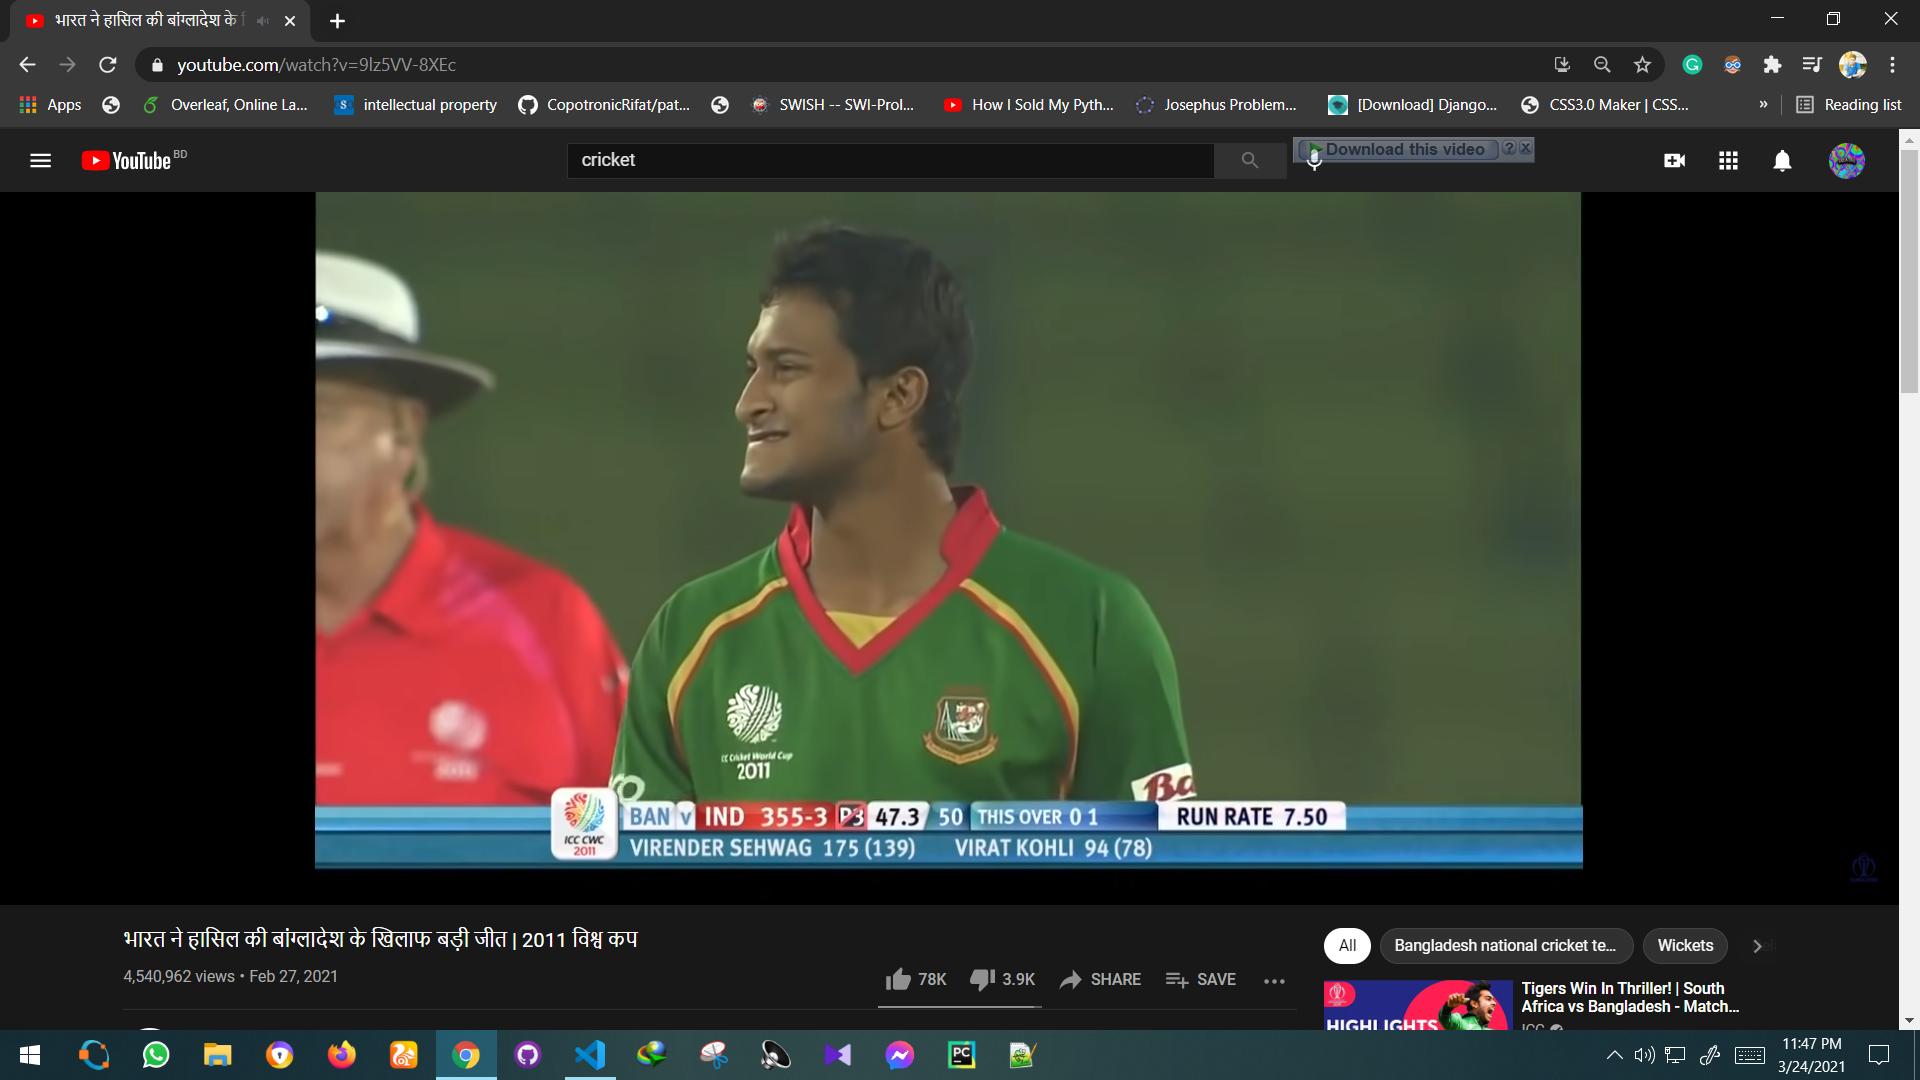 भारत ने हासिल की बांग्लादेश के
youtube.com/watch?v=9lz5VV-8XEc
Apps
Overleaf, Online La...
intellectual property
CopotronicRifat/pat...
SWISH -- SWI-Prol...
How I Sold My Pyth...
Josephus Problem...
[Download] Django...
CSS3.0 Maker | CSS...
»
Reading list
YouTube BD
cricket
Download this video ? x
ICC Cricket World Cup
2011
Ba
BAN v IND 355-3 P3 47.3 50 THIS OVER 0 1 RUN RATE 7.50
ICC CWC
2011
VIRENDER SEHWAG 175 (139) VIRAT KOHLI 94 (78)
भारत ने हासिल की बांग्लादेश के खिलाफ बड़ी जीत | 2011 विश्व कप
4,540,962 views • Feb 27, 2021
78K 3.9K SHARE SAVE
All Bangladesh national cricket te... Wickets
Tigers Win In Thriller! | South
Africa vs Bangladesh - Match...
ICC
HIGHLIGHTS
11:47 PM
3/24/2021